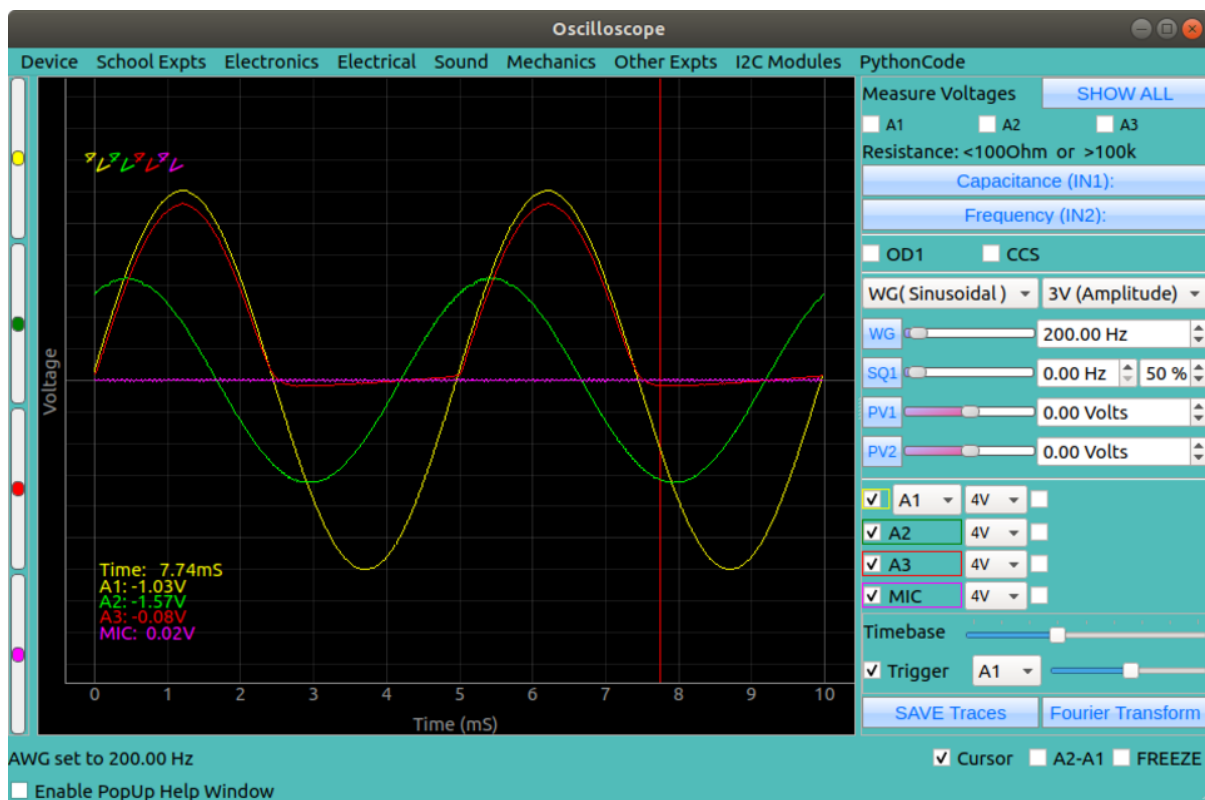 Oscilloscope
Device School Expts Electronics Electrical Sound Mechanics Other Expts I2C Modules PythonCode
Measure Voltages SHOW ALL
A1 A2 A3
Resistance: <100Ohm or >100k
Capacitance (IN1):
Frequency (IN2):
OD1 CCS
WG( Sinusoidal ) 3V (Amplitude)
WG 200.00 Hz
SQ1 0.00 Hz 50 %
PV1 0.00 Volts
PV2 0.00 Volts
A1 4V
A2 4V
A3 4V
MIC 4V
Timebase
Trigger A1
SAVE Traces Fourier Transform
4V 4V 4V 4V
Voltage
Time: 7.74mS
A1: -1.03V
A2: -1.57V
A3: -0.08V
MIC: 0.02V
0 1 2 3 4 5 6 7 8 9 10
Time (mS)
AWG set to 200.00 Hz
Cursor A2-A1 FREEZE
Enable PopUp Help Window